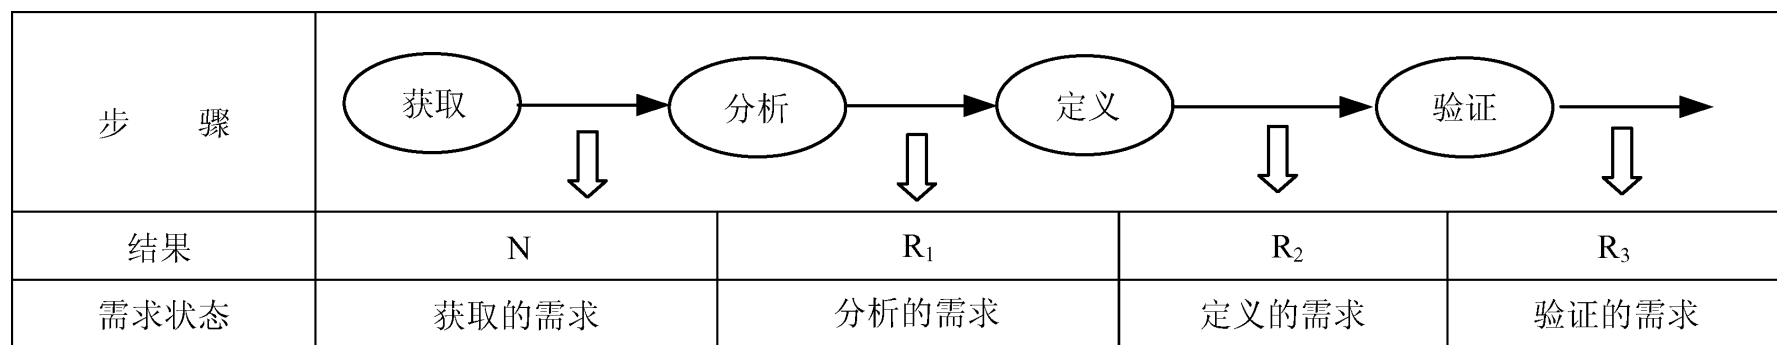 步 骤 获取 分析 定义 验证
结果 N R₁ R₂ R₃
需求状态 获取的需求 分析的需求 定义的需求 验证的需求